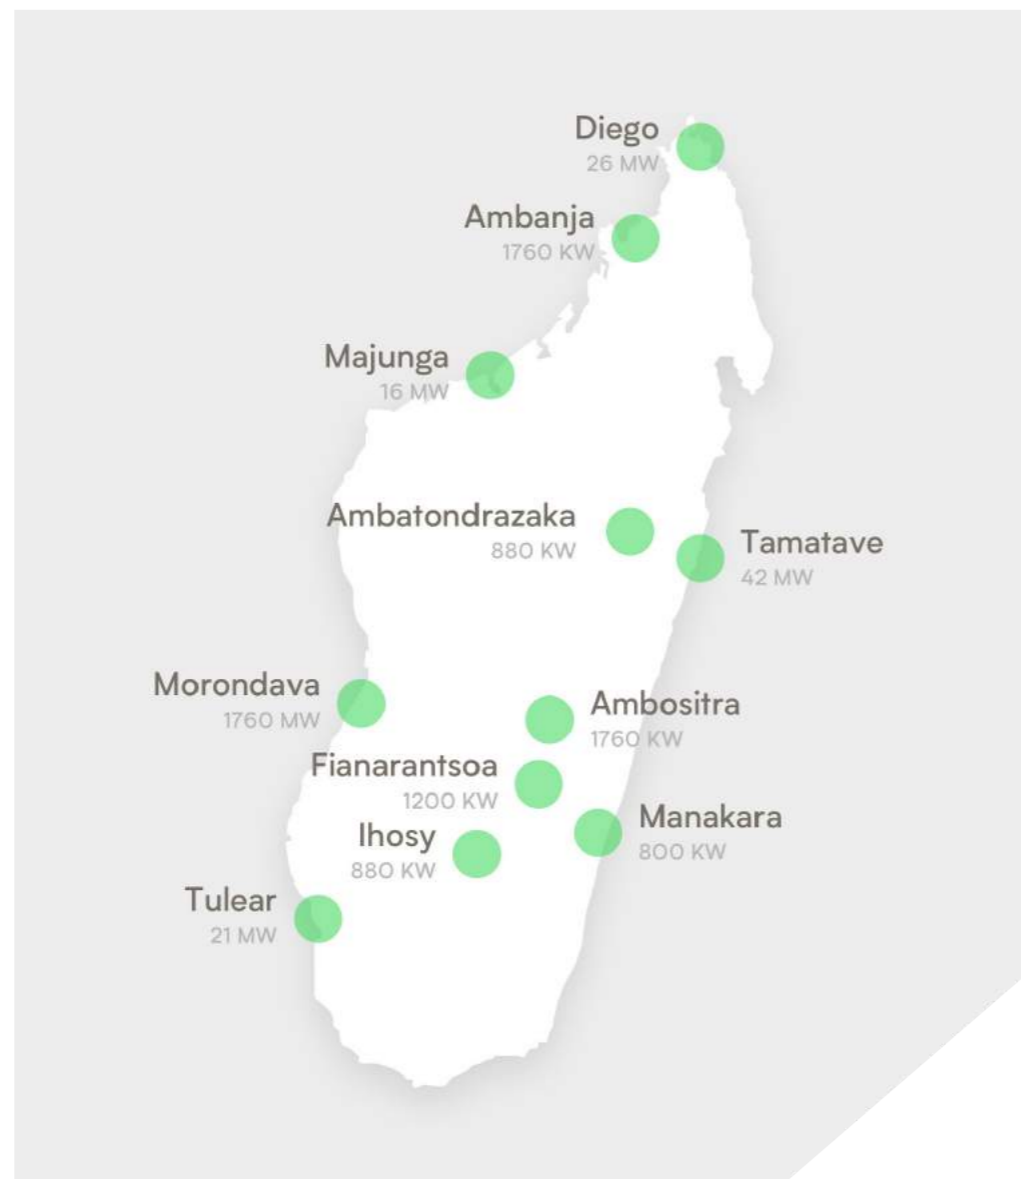 Diego
26 MW
Ambanja
1760 KW
Majunga
16 MW
Ambatondrazaka
880 KW
Tamatave
42 MW
Morondava
1760 MW
Ambositra
1760 KW
Fianarantsoa
1200 KW
Manakara
800 KW
Ihosy
880 KW
Tulear
21 MW